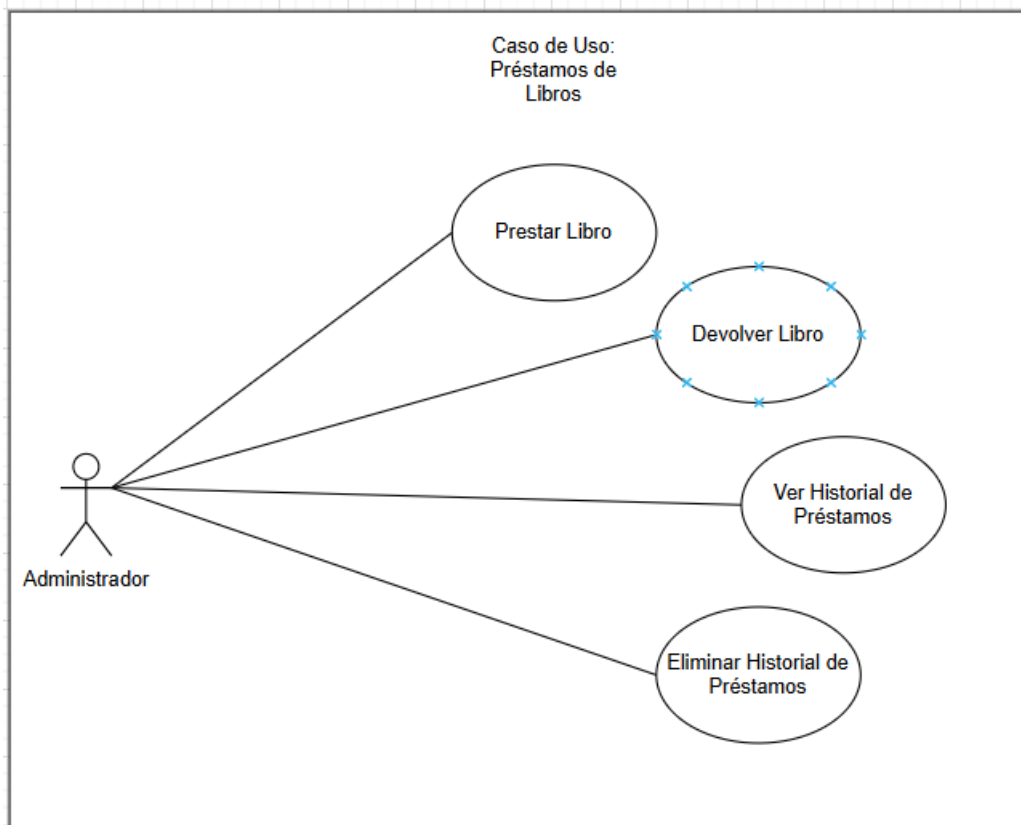 Caso de Uso:
Préstamos de
Libros
Prestar Libro
Devolver Libro
Ver Historial de
Préstamos
Administrador
Eliminar Historial de
Préstamos